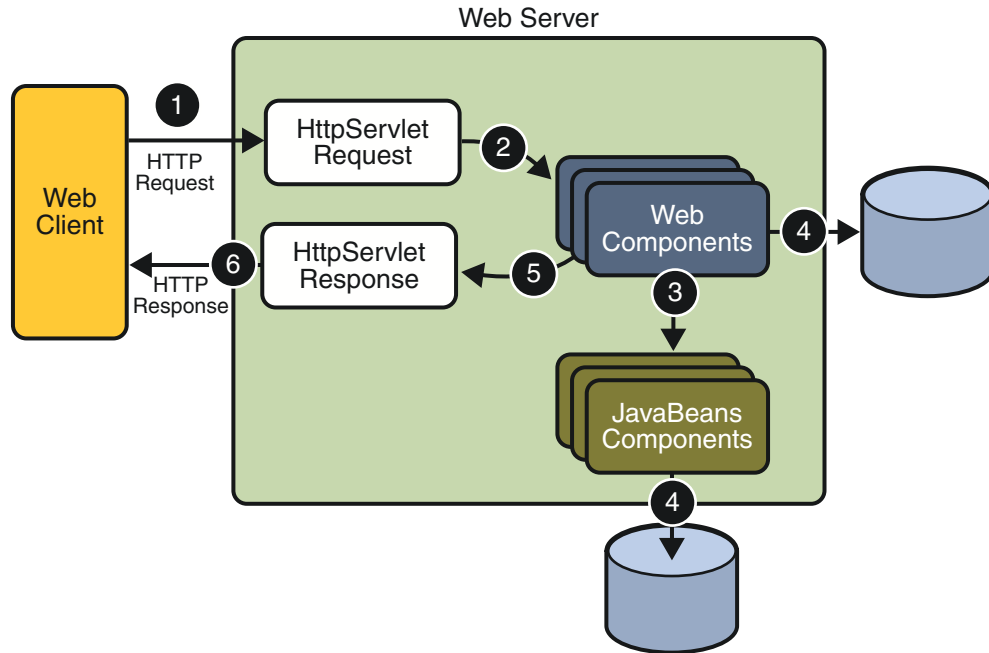 Web Server
1
HTTP
Request
HttpServlet
Request
2
Web
Client
Web
Components
4
6
HTTP
Response
HttpServlet
Response
5
3
JavaBeans
Components
4